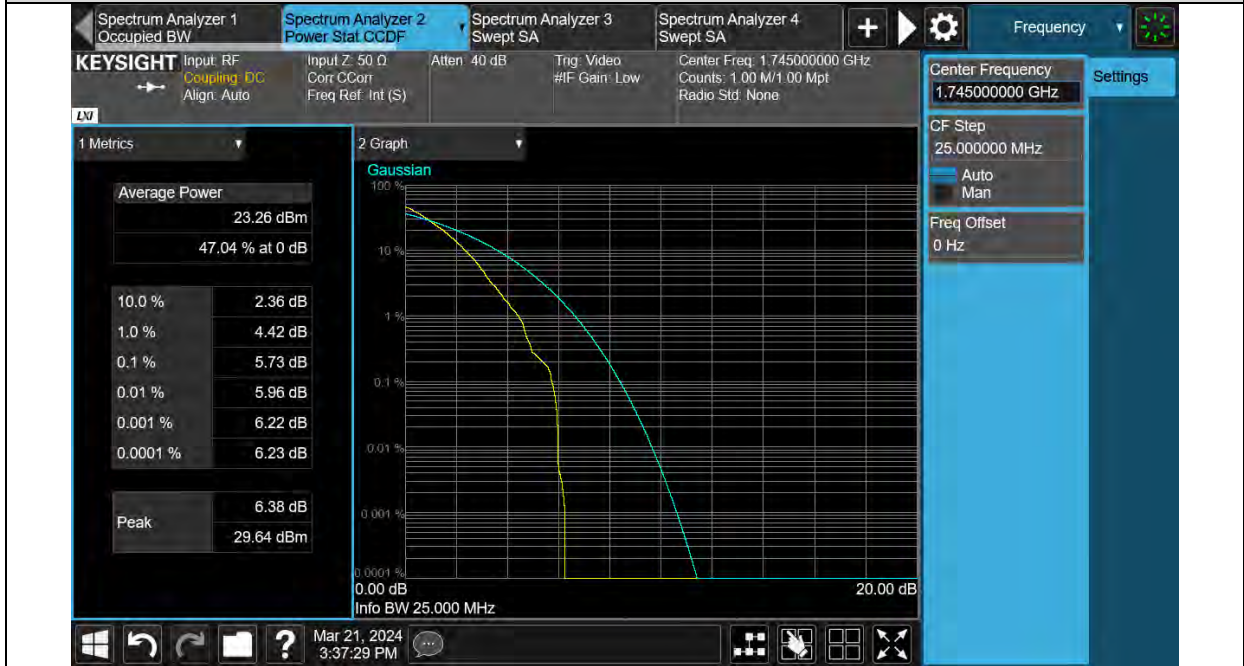 Spectrum Analyzer 1
Occupied BW
Spectrum Analyzer 2
Power Stat CCDF
Spectrum Analyzer 3
Swept SA
Spectrum Analyzer 4
Swept SA
+
Frequency
KEYSIGHT
LXI
Input: RF
Coupling: DC
Align: Auto
Input Z: 50 Ω
Corr CCorr
Freq Ref: Int (S)
Atten: 40 dB
Trig: Video
#IF Gain: Low
Center Freq: 1.745000000 GHz
Counts: 1.00 M/1.00 Mpt
Radio Std: None
Center Frequency
1.745000000 GHz
Settings
CF Step
25.000000 MHz
Auto
Man
Freq Offset
0 Hz
1 Metrics
Average Power
23.26 dBm
47.04 % at 0 dB
10.0 % 2.36 dB
1.0 % 4.42 dB
0.1 % 5.73 dB
0.01 % 5.96 dB
0.001 % 6.22 dB
0.0001 % 6.23 dB
Peak
6.38 dB
29.64 dBm
2 Graph
Gaussian
100 %
10 %
1 %
0.1 %
0.01 %
0.001 %
0.0001 %
0.00 dB 20.00 dB
Info BW 25.000 MHz
?
Mar 21, 2024
3:37:29 PM